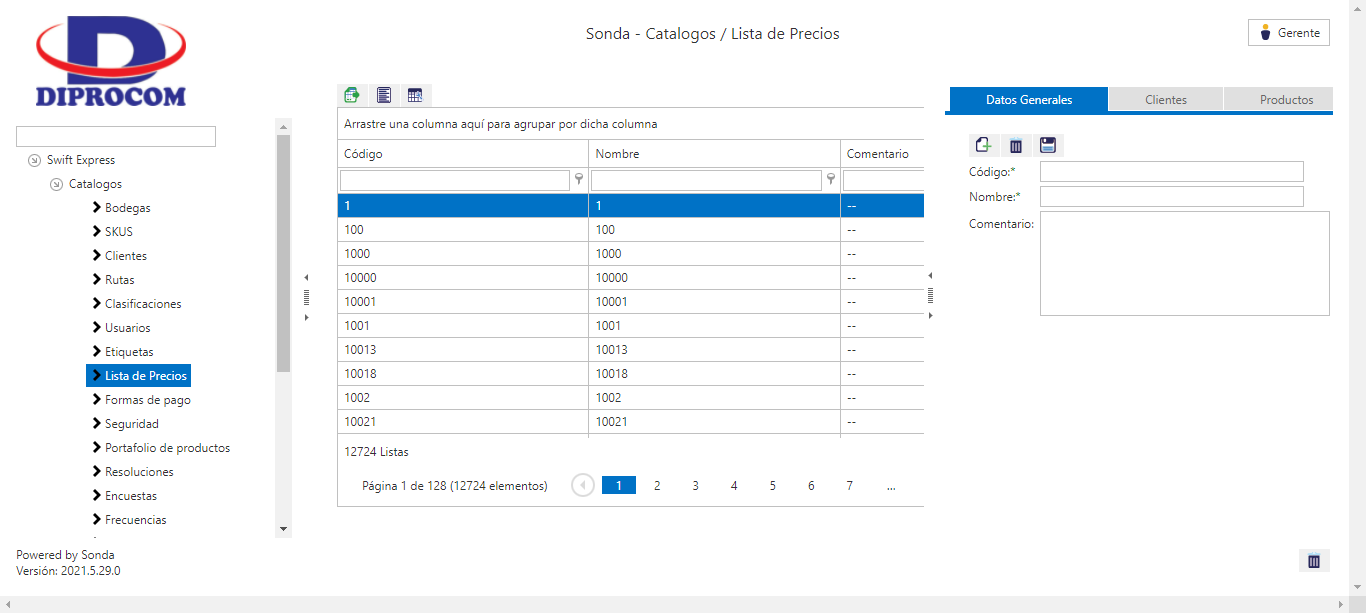 DIPROCOM
Sonda - Catalogos / Lista de Precios
Gerente
Swift Express
Catalogos
Bodegas
SKUS
Clientes
Rutas
Clasificaciones
Usuarios
Etiquetas
Lista de Precios
Formas de pago
Seguridad
Portafolio de productos
Resoluciones
Encuestas
Frecuencias
Powered by Sonda
Versión: 2021.5.29.0
Arrastre una columna aquí para agrupar por dicha columna
Código Nombre Comentario
1 1 --
100 100 --
1000 1000 --
10000 10000 --
10001 10001 --
1001 1001 --
10013 10013 --
10018 10018 --
1002 1002 --
10021 10021 --
12724 Listas
Página 1 de 128 (12724 elementos) 1 2 3 4 5 6 7 ...
Datos Generales Clientes Productos
Código:*
Nombre:*
Comentario: